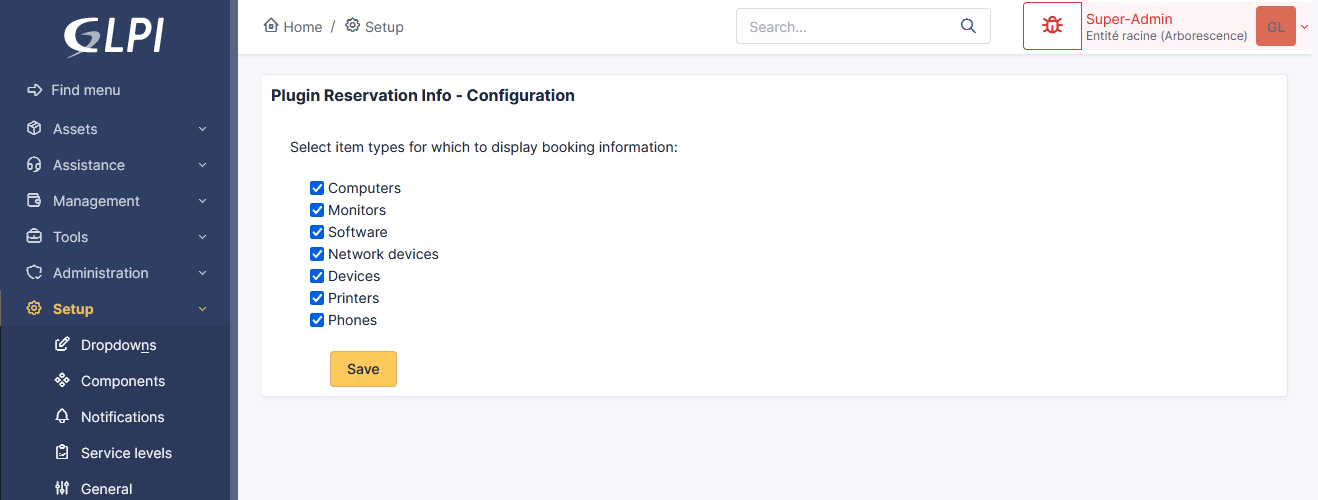 GLPI
Home / Setup
Search...
Super-Admin
Entité racine (Arborescence)
GL
Find menu
Assets
Assistance
Management
Tools
Administration
Setup
Dropdowns
Components
Notifications
Service levels
General
Plugin Reservation Info - Configuration
Select item types for which to display booking information:
Computers
Monitors
Software
Network devices
Devices
Printers
Phones
Save